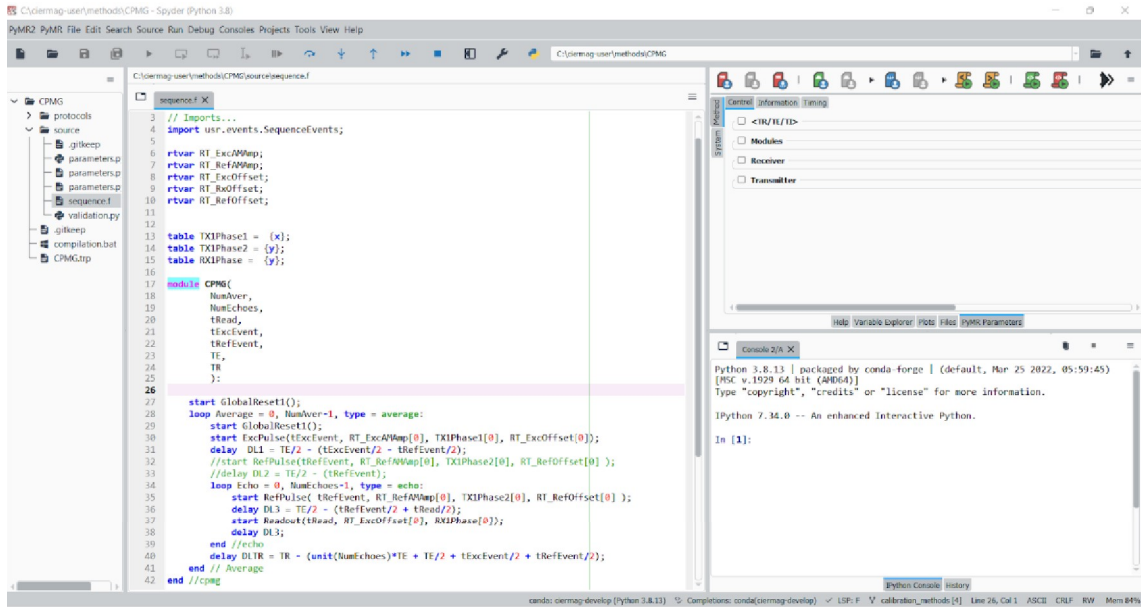 C:\ciermag-user\methods\CPMG - Spyder (Python 3.8)
PyMR2 PyMR File Edit Search Source Run Debug Consoles Projects Tools View Help
C:\ciermag-user\methods\CPMG
C:\ciermag-user\methods\CPMG\source\sequence.f
CPMG
protocols
source
.gitkeep
parameters.p
parameters.p
parameters.p
sequence.f
validation.py
.gitkeep
compilation.bat
CPMG.trp
sequence.f
3 // Imports...
4 import usr.events.SequenceEvents;
5
6 rtvar RT_ExcAMAmp;
7 rtvar RT_RefAMAmp;
8 rtvar RT_ExcOffset;
9 rtvar RT_RxOffset;
10 rtvar RT_RefOffset;
11
12
13 table TX1Phase1 = {x};
14 table TX1Phase2 = {y};
15 table RX1Phase = {y};
16
17 module CPMG(
18 NumAver,
19 NumEchoes,
20 tRead,
21 tExcEvent,
22 tRefEvent,
23 TE,
24 TR
25 ):
26
27 start GlobalReset1();
28 loop Average = 0, NumAver-1, type = average:
29 start GlobalReset1();
30 start ExcPulse(tExcEvent, RT_ExcAMAmp[0], TX1Phase1[0], RT_ExcOffset[0]);
31 delay DL1 = TE/2 - (tExcEvent/2 - tRefEvent/2);
32 //start RefPulse(tRefEvent, RT_RefAMAmp[0], TX1Phase2[0], RT_RefOffset[0] );
33 //delay DL2 = TE/2 - (tRefEvent);
34 loop Echo = 0, NumEchoes-1, type = echo:
35 start RefPulse( tRefEvent, RT_RefAMAmp[0], TX1Phase2[0], RT_RefOffset[0] );
36 delay DL3 = TE/2 - (tRefEvent/2 + tRead/2);
37 start Readout(tRead, RT_ExcOffset[0], RX1Phase[0]);
38 delay DL3;
39 end //echo
40 delay DLTR = TR - (unit(NumEchoes)*TE + TE/2 + tExcEvent/2 + tRefEvent/2);
41 end // Average
42 end //cpmg
Method
System
Control Information Timing
<TR/TE/TI>
Modules
Receiver
Transmitter
Help Variable Explorer Plots Files PyMR Parameters
Console 2/A
Python 3.8.13 | packaged by conda-forge | (default, Mar 25 2022, 05:59:45)
[MSC v.1929 64 bit (AMD64)]
Type "copyright", "credits" or "license" for more information.
IPython 7.34.0 -- An enhanced Interactive Python.
In [1]:
IPython Console History
conda: ciermag-develop (Python 3.8.13) Completions: conda(ciermag-develop) LSP: F calibration_methods [4] Line 26, Col 1 ASCII CRLF RW Mem 84%